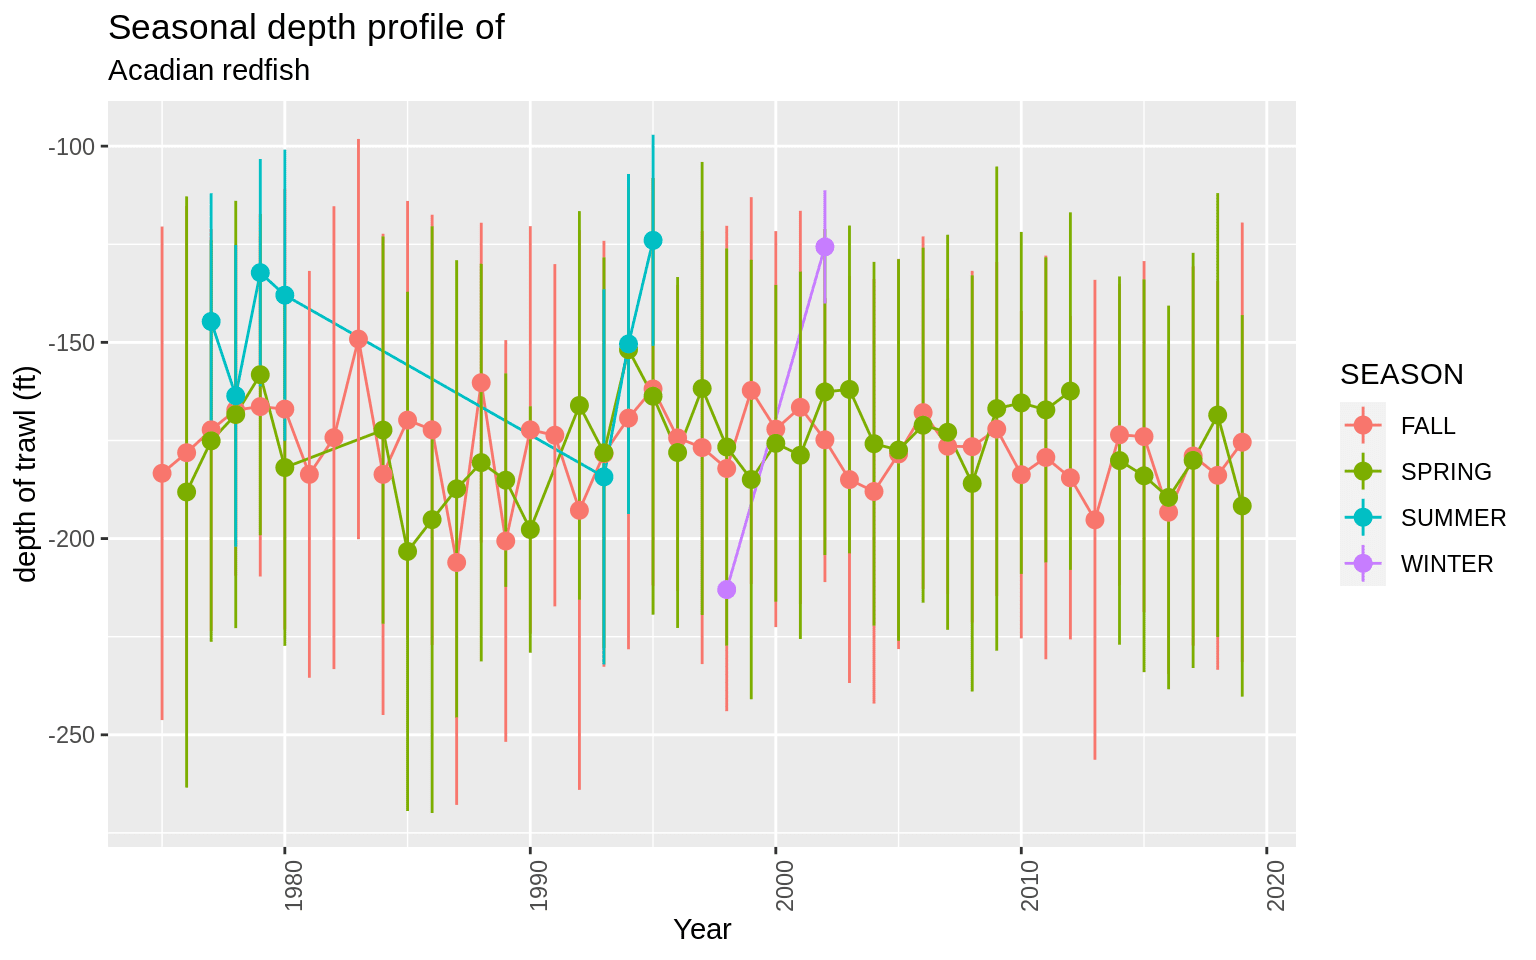 Seasonal depth profile of
Acadian redfish
-100
-150
-200
-250
depth of trawl (ft)
1980
1990
2000
2010
2020
Year
SEASON
FALL
SPRING
SUMMER
WINTER